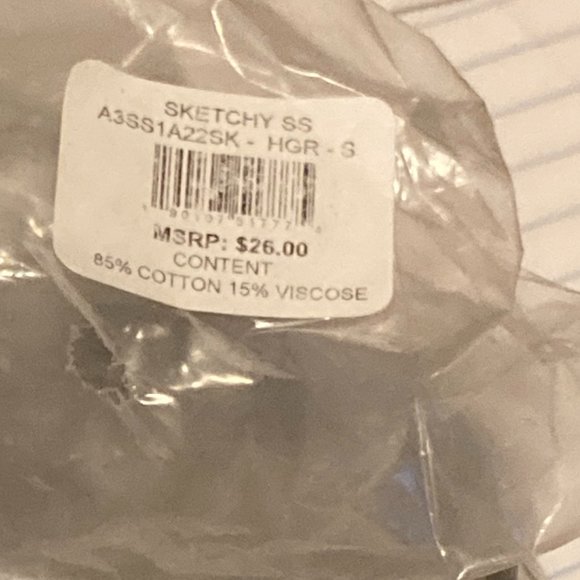 SKETCHY SS
A3SS1A22SK - HGR - S
MSRP: $26.00
CONTENT
85% COTTON 15% VISCOSE